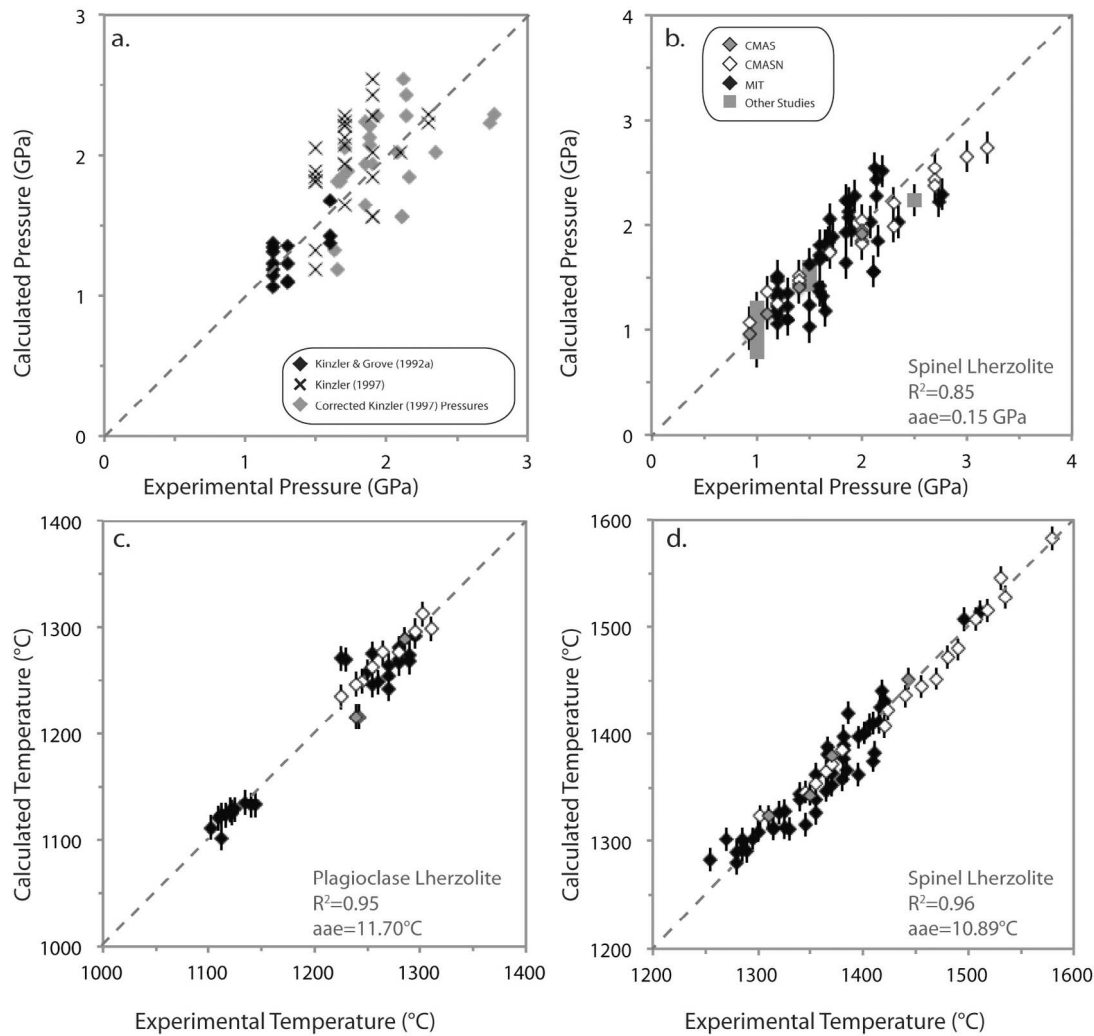 a.
3
2
1
0
Calculated Pressure (GPa)
Kinzler & Grove (1992a)
Kinzler (1997)
Corrected Kinzler (1997) Pressures
0
1
2
3
Experimental Pressure (GPa)
b.
4
3
2
1
0
Calculated Pressure (GPa)
CMAS
CMASN
MIT
Other Studies
Spinel Lherzolite
R²=0.85
aae=0.15 GPa
0
1
2
3
4
Experimental Pressure (GPa)
c.
1400
1300
1200
1100
1000
Calculated Temperature (°C)
Plagioclase Lherzolite
R²=0.95
aae=11.70°C
1000
1100
1200
1300
1400
Experimental Temperature (°C)
d.
1600
1500
1400
1300
1200
Calculated Temperature (°C)
Spinel Lherzolite
R²=0.96
aae=10.89°C
1200
1300
1400
1500
1600
Experimental Temperature (°C)